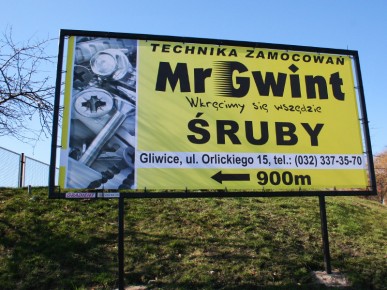 TECHNIKA ZAMOCOWAŃ
Mr Gwint
Wkręcimy się wszędzie
ŚRUBY
Gliwice, ul. Orlickiego 15, tel.: (032) 337-35-70
900m